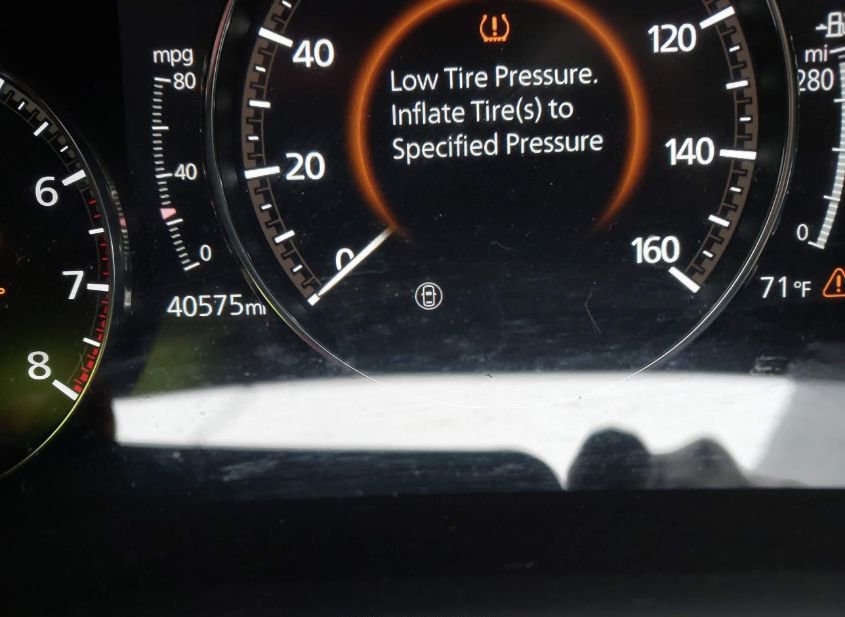 mpg
80
40
0
40575mi
6
7
8
40
20
0
Low Tire Pressure.
Inflate Tire(s) to
Specified Pressure
120
140
160
mi
280
0
71°F